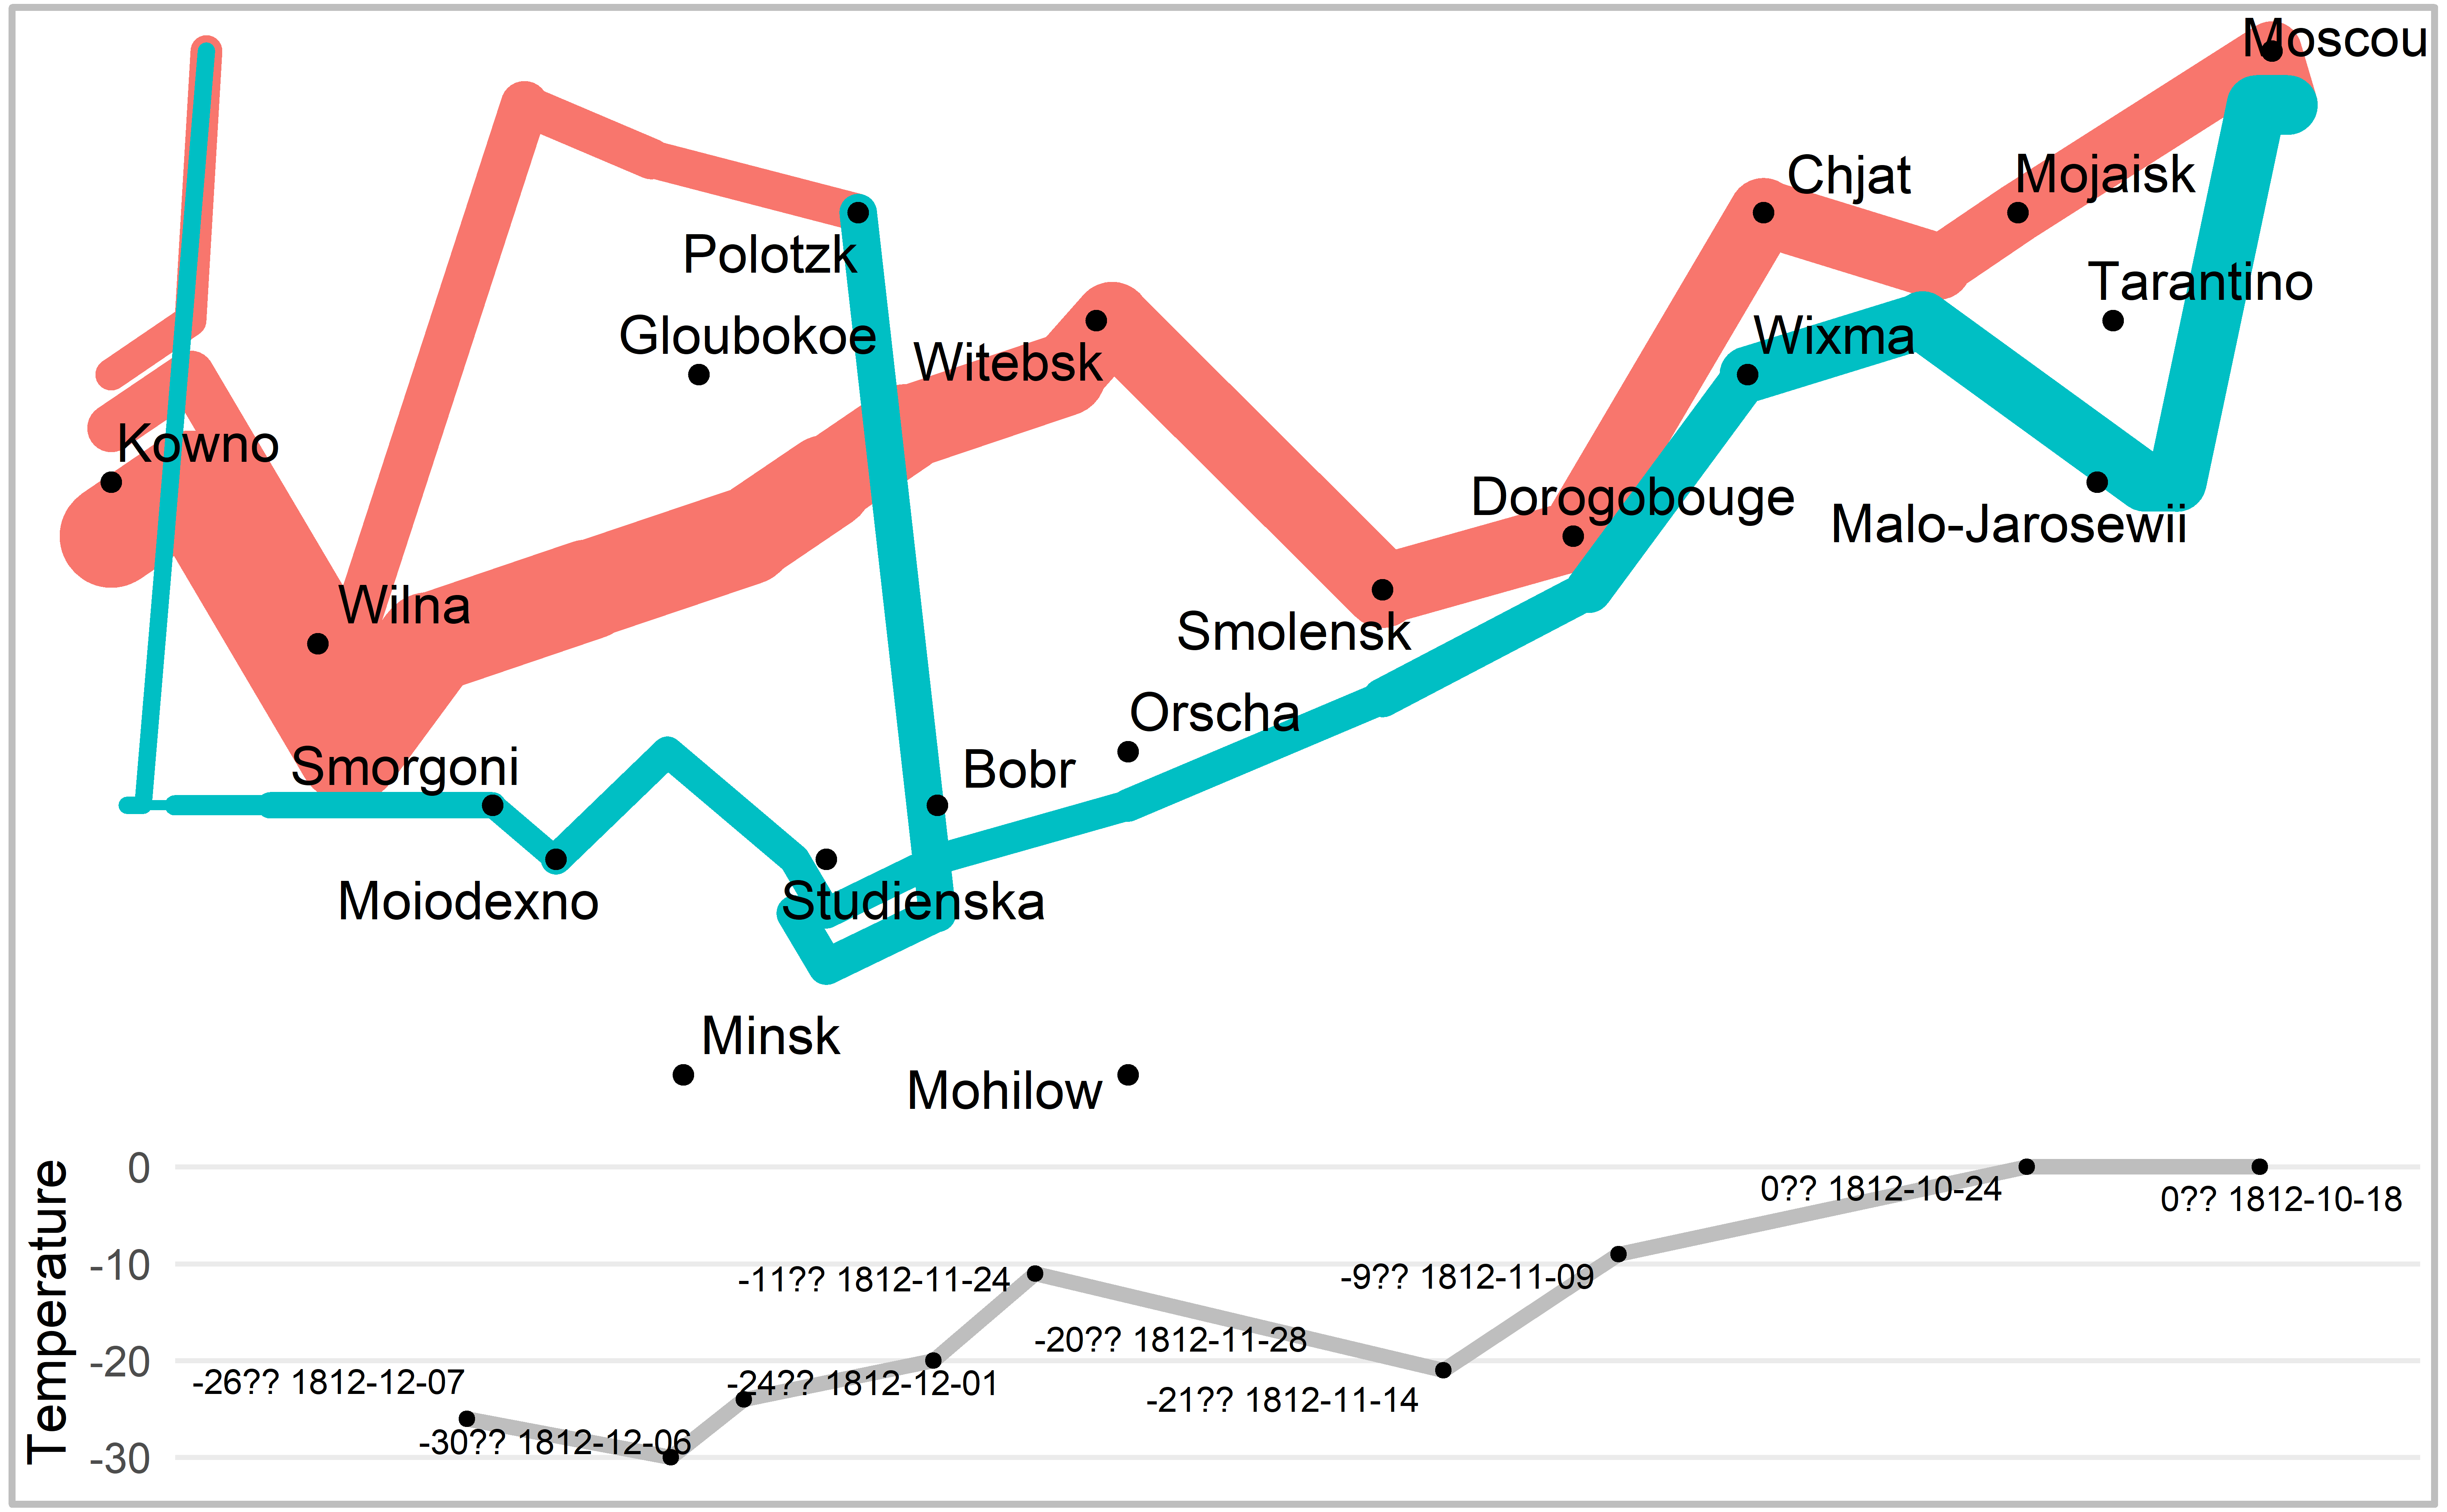 Moscou
Chjat
Mojaisk
Polotzk
Tarantino
Gloubokoe
Witebsk
Wixma
Kowno
Dorogobouge
Malo-Jarosewii
Wilna
Smolensk
Orscha
Smorgoni
Bobr
Moiodexno
Studienska
Minsk
Mohilow
Temperature
0
-10
-20
-30
0?? 1812-10-24
0?? 1812-10-18
-11?? 1812-11-24
-9?? 1812-11-09
-20?? 1812-11-28
-26?? 1812-12-07
-24?? 1812-12-01
-21?? 1812-11-14
-30?? 1812-12-06